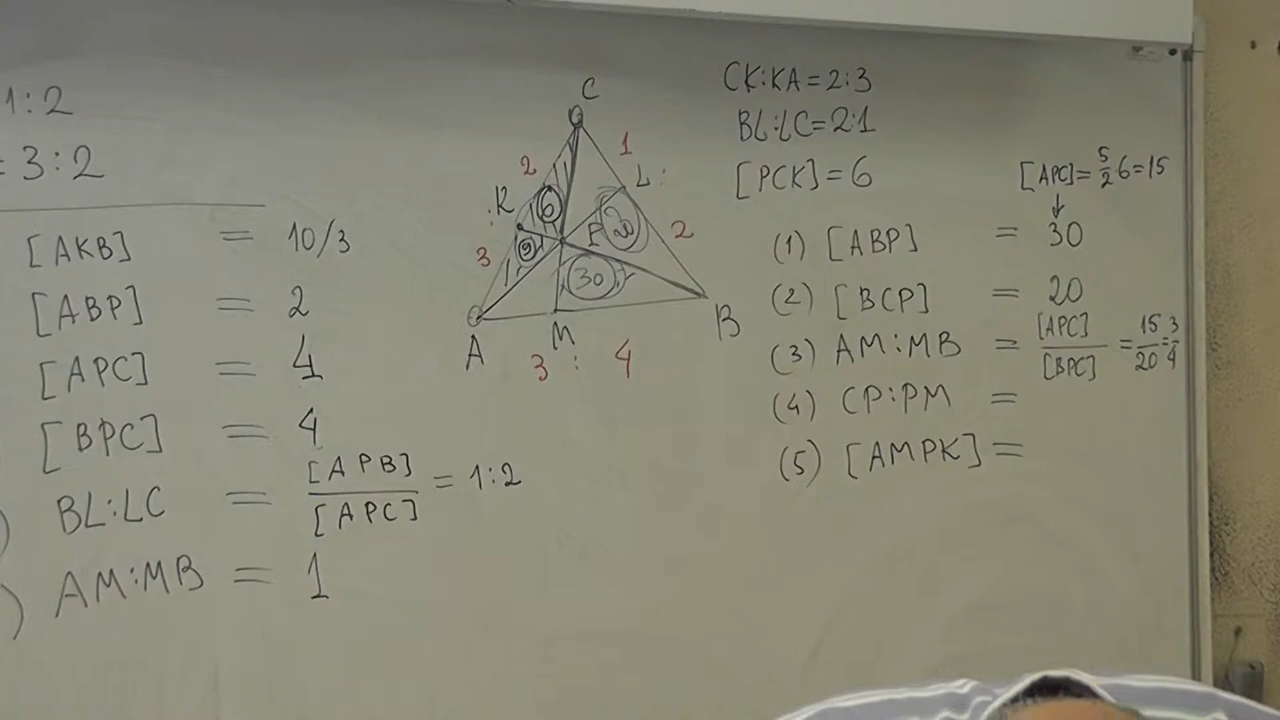 1:2
= 3:2
[AKB] = 10/3
[ABP] = 2
[APC] = 4
[BPC] = 4
) BL:LC = [APB]/[APC] = 1:2
) AM:MB = 1
C
2
1
K
L
:
:
6
20
3
9
P
2
30
A
M
B
3 : 4
CK:KA=2:3
BL:LC=2:1
[PCK]=6
[APC]=5/2 6=15
↓
(1) [ABP] = 30
(2) [BCP] = 20
(3) AM:MB = [APC]/[BPC] = 15/20 = 3/4
(4) CP:PM =
(5) [AMPK] =